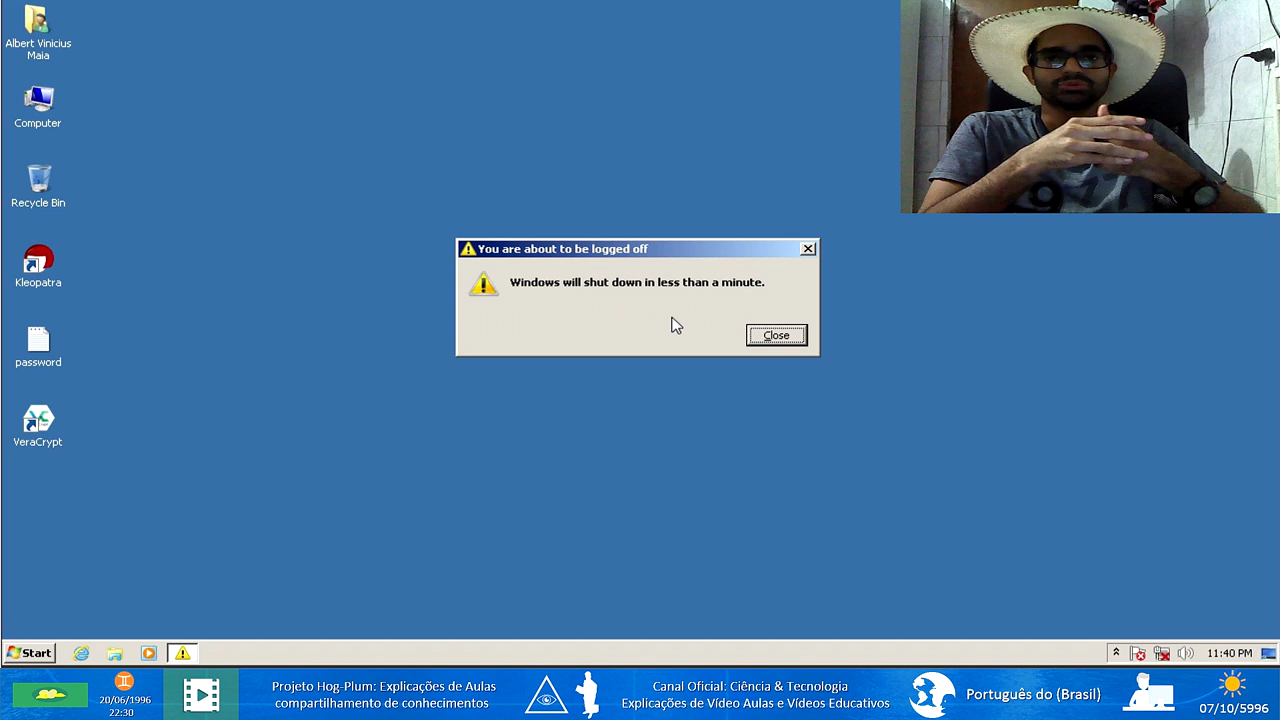 Albert Vinicius
Maia
Computer
Recycle Bin
Kleopatra
password
VeraCrypt
You are about to be logged off
Windows will shut down in less than a minute.
Close
Start
11:40 PM
20/06/1996
22:30
Projeto Hog-Plum: Explicações de Aulas
compartilhamento de conhecimentos
Canal Oficial: Ciência & Tecnologia
Explicações de Vídeo Aulas e Vídeos Educativos
Português do (Brasil)
07/10/5996